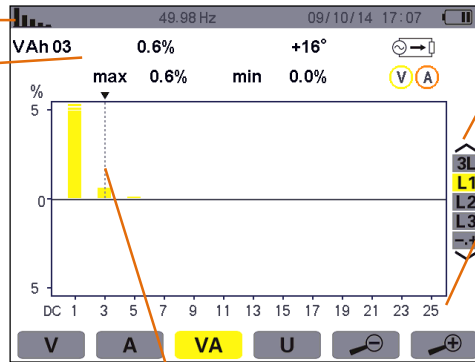 49.98 Hz 09/10/14 17:07
VAh 03 0.6% +16°
max 0.6% min 0.0%
V A
%
5
0
5
3L
L1
L2
L3
-.+
DC 1 3 5 7 9 11 13 15 17 19 21 23 25
V A VA U